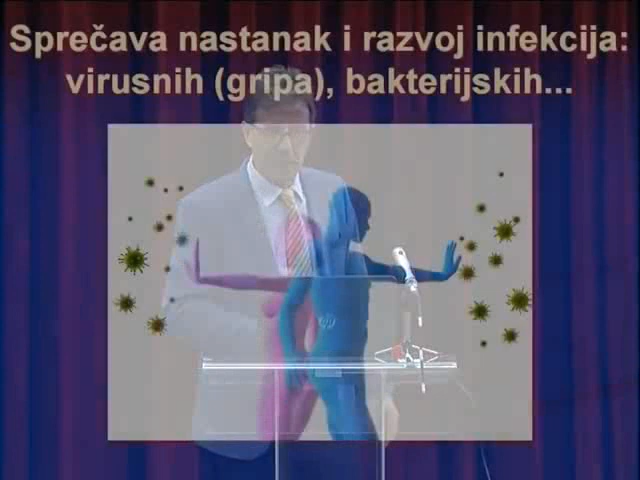 Sprečava nastanak i razvoj infekcija:
virusnih (gripa), bakterijskih...